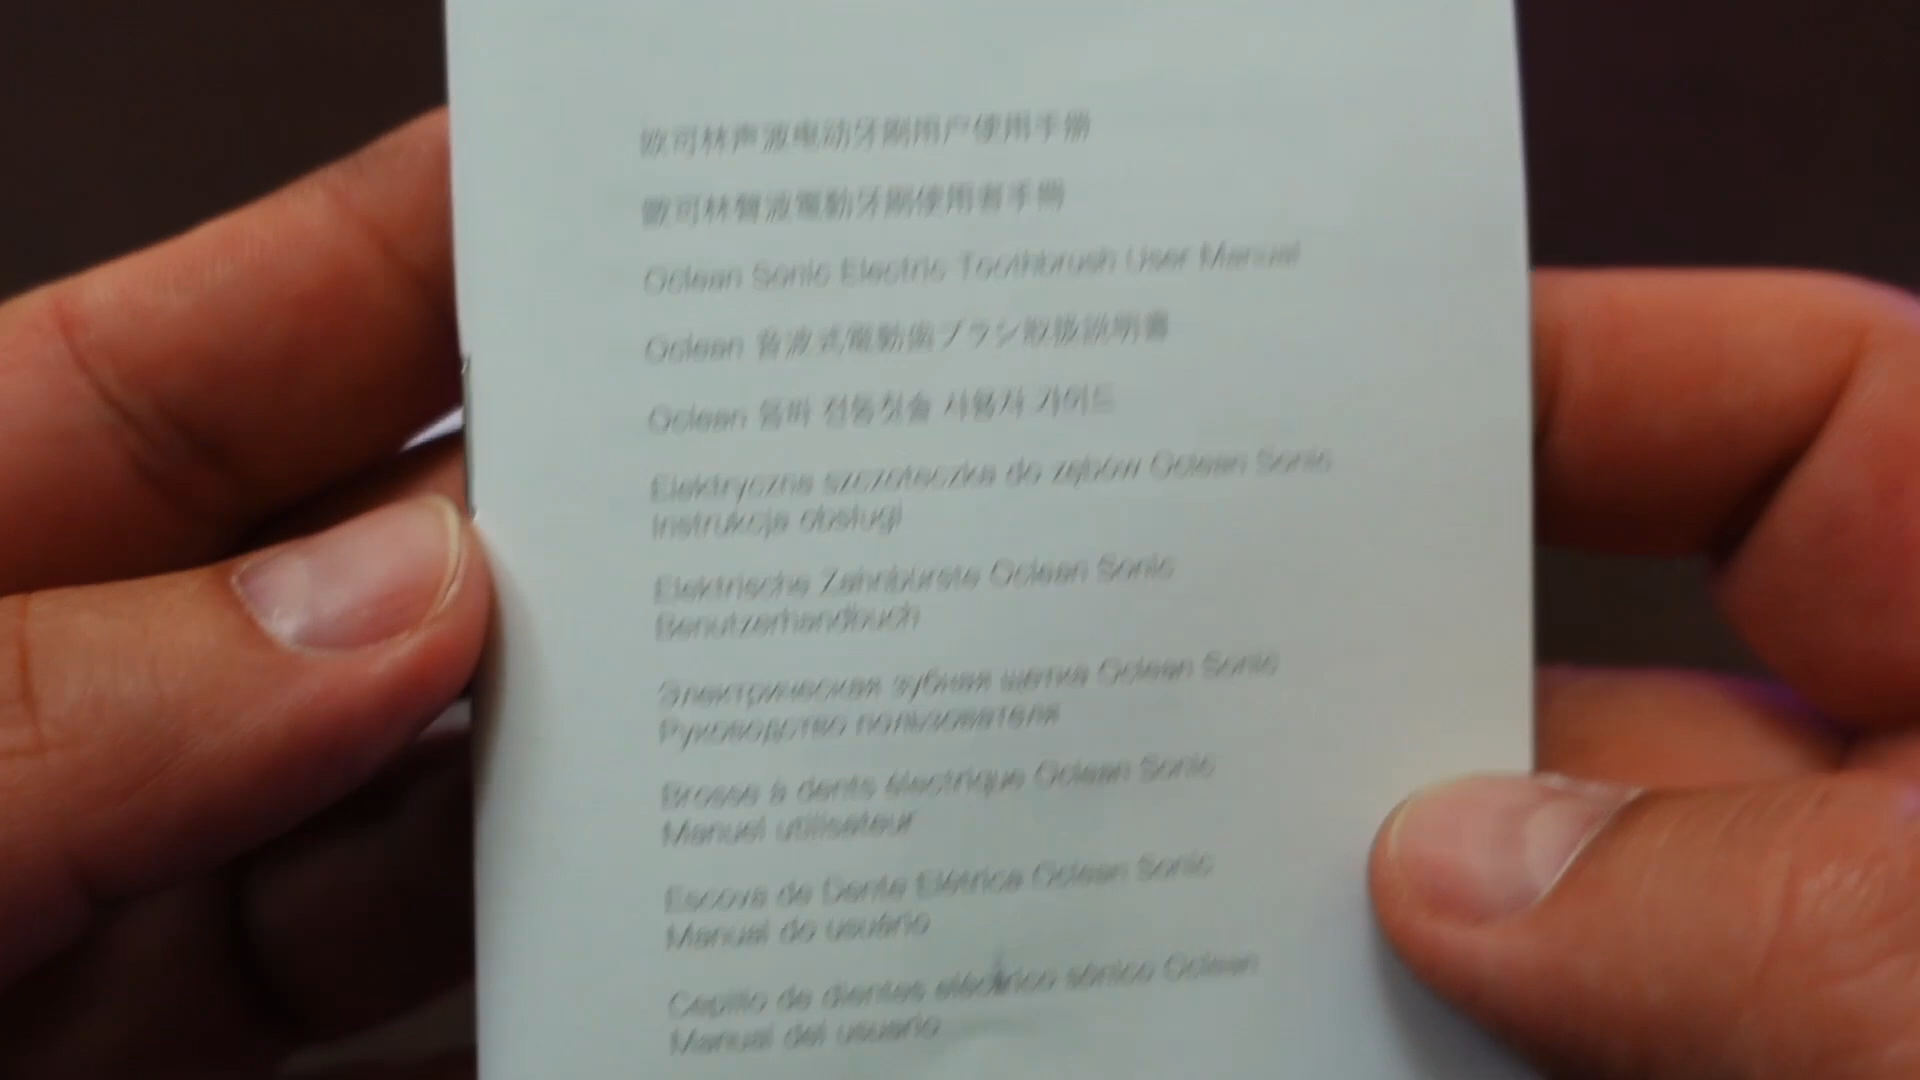 欧可林声波电动牙刷用户使用手册
歐可林聲波電動牙刷使用者手冊
Oclean Sonic Electric Toothbrush User Manual
Oclean 音波式電動歯ブラシ取扱説明書
Oclean 음파 전동칫솔 사용자 가이드
Elektryczna szczoteczka do zębów Oclean Sonic
Instrukcja obsługi
Elektrische Zahnbürste Oclean Sonic
Benutzerhandbuch
Электрическая зубная щетка Oclean Sonic
Руководство пользователя
Brosse à dents électrique Oclean Sonic
Manuel utilisateur
Escova de Dente Elétrica Oclean Sonic
Manual do usuário
Cepillo de dientes eléctrico sónico Oclean
Manual del usuario